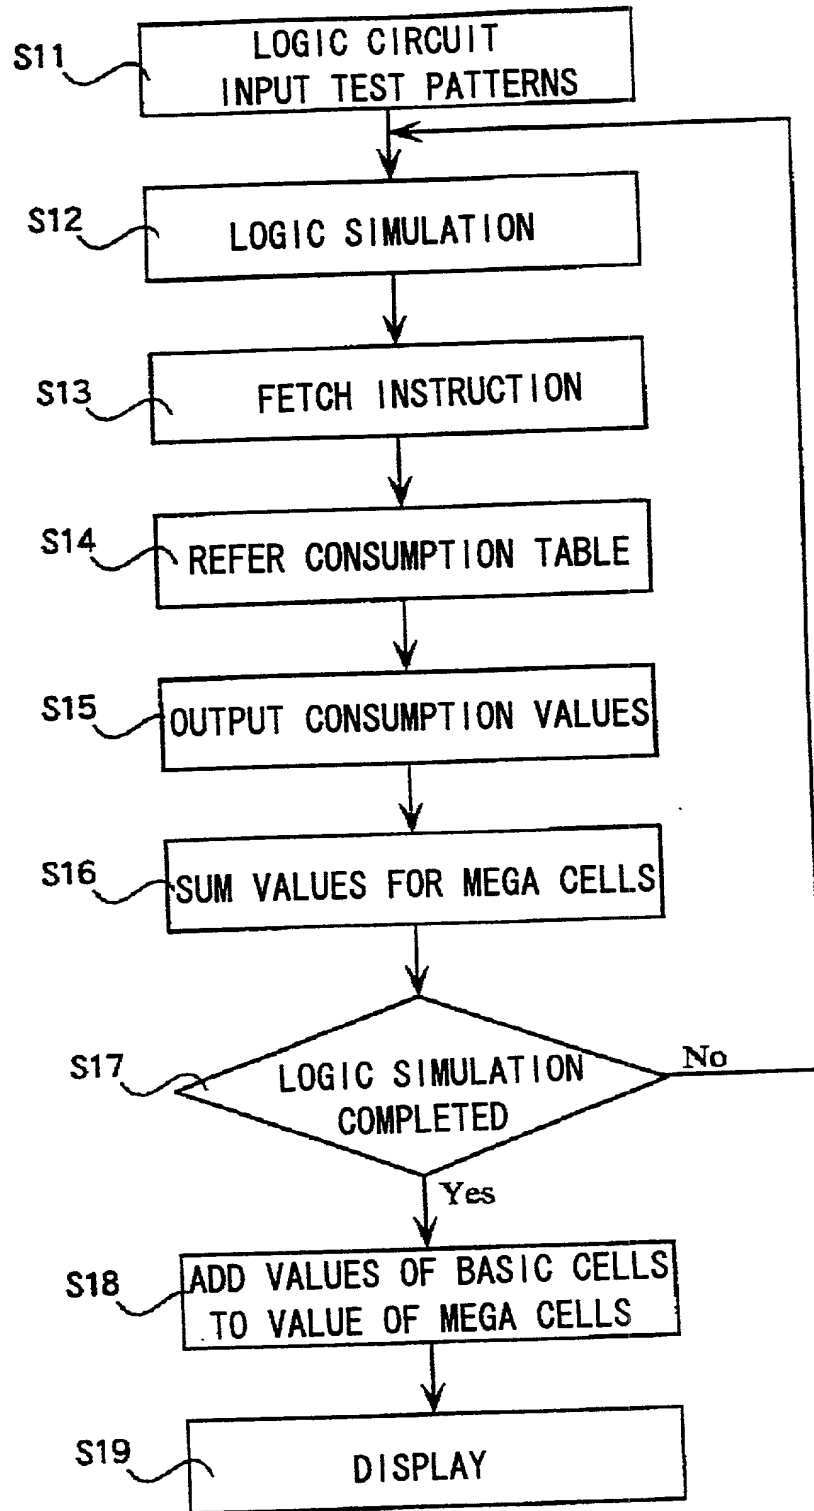 S11
LOGIC CIRCUIT
INPUT TEST PATTERNS
S12
LOGIC SIMULATION
S13
FETCH INSTRUCTION
S14
REFER CONSUMPTION TABLE
S15
OUTPUT CONSUMPTION VALUES
S16
SUM VALUES FOR MEGA CELLS
S17
LOGIC SIMULATION
COMPLETED
No
Yes
S18
ADD VALUES OF BASIC CELLS
TO VALUE OF MEGA CELLS
S19
DISPLAY